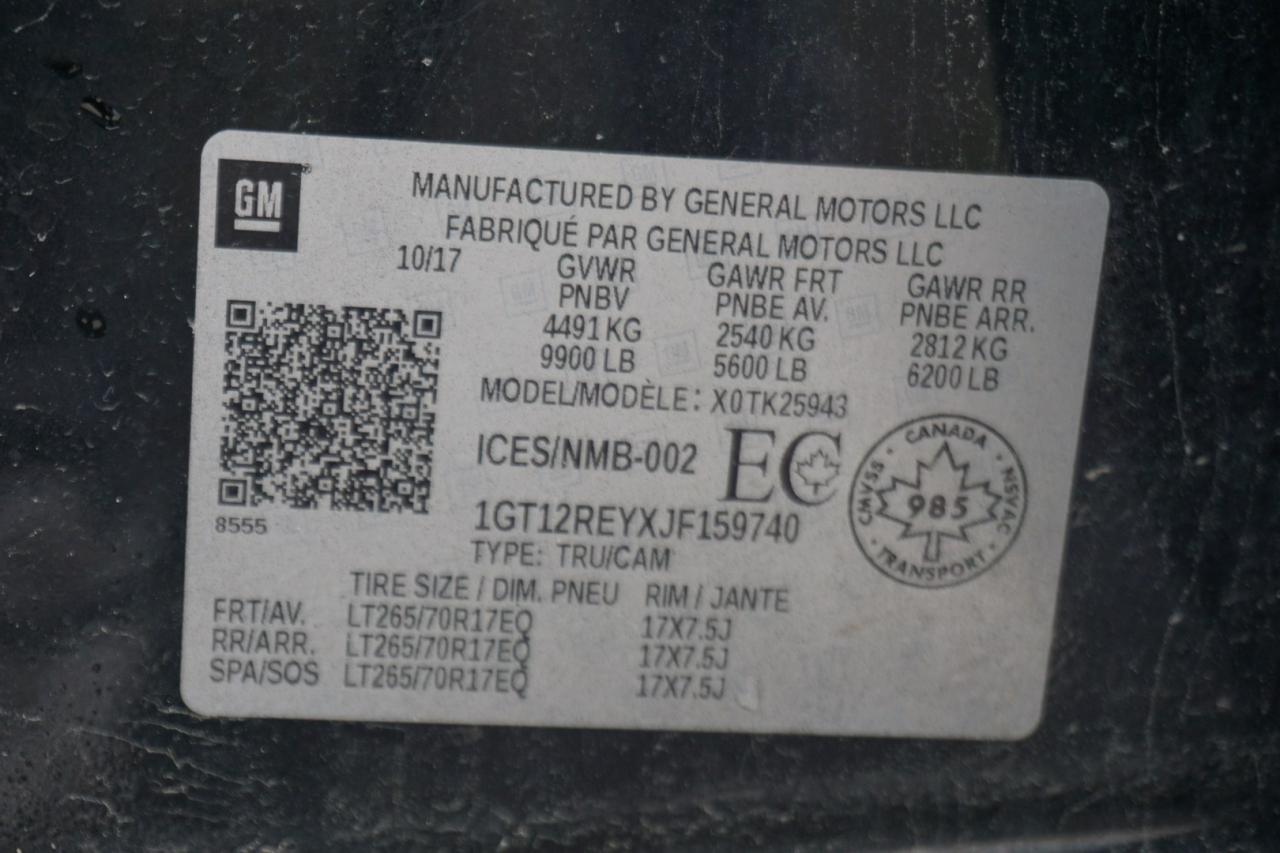 GM
MANUFACTURED BY GENERAL MOTORS LLC
FABRIQUÉ PAR GENERAL MOTORS LLC
10/17 GVWR GAWR FRT GAWR RR
PNBV PNBE AV. PNBE ARR.
4491 KG 2540 KG 2812 KG
9900 LB 5600 LB 6200 LB
MODEL/MODÈLE: X0TK25943
ICES/NMB-002 EC
CANADA
CMVSS 985 NSVAC
TRANSPORT
8555
1GT12REYXJF159740
TYPE: TRU/CAM
TIRE SIZE / DIM. PNEU RIM / JANTE
FRT/AV. LT265/70R17EQ 17X7.5J
RR/ARR. LT265/70R17EQ 17X7.5J
SPA/SOS LT265/70R17EQ 17X7.5J